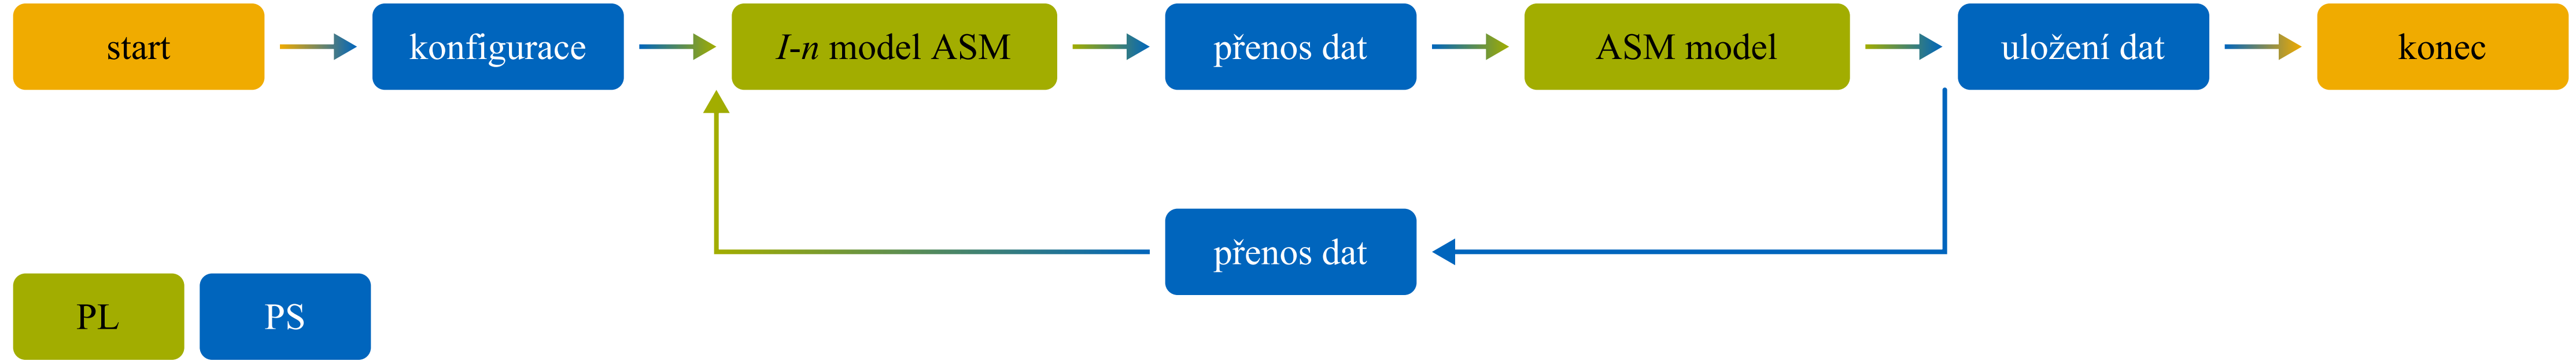 start
konfigurace
I-n model ASM
přenos dat
ASM model
uložení dat
konec
přenos dat
PL
PS